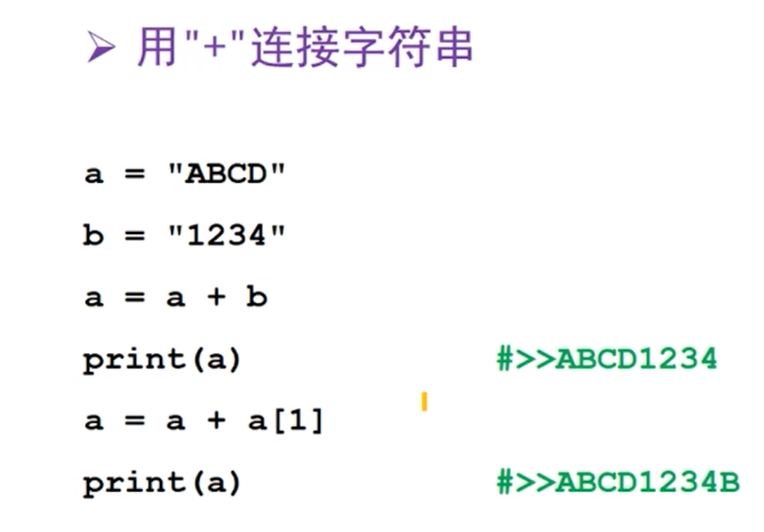 ➢ 用"+"连接字符串
a = "ABCD"
b = "1234"
a = a + b
print(a) #>>ABCD1234
a = a + a[1]
print(a) #>>ABCD1234B